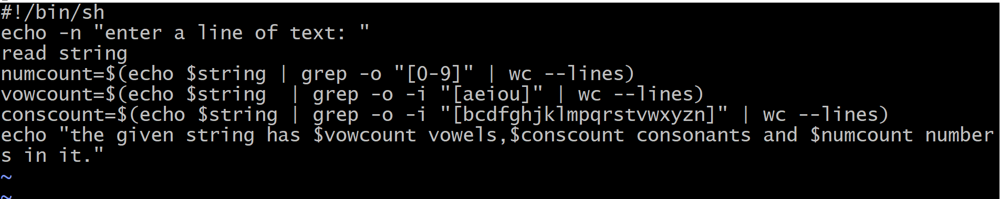 #!/bin/sh
echo -n "enter a line of text: "
read string
numcount=$(echo $string | grep -o "[0-9]" | wc --lines)
vowcount=$(echo $string  | grep -o -i "[aeiou]" | wc --lines)
conscount=$(echo $string | grep -o -i "[bcdfghjklmpqrstvwxyzn]" | wc --lines)
echo "the given string has $vowcount vowels,$conscount consonants and $numcount number
s in it."
~
~